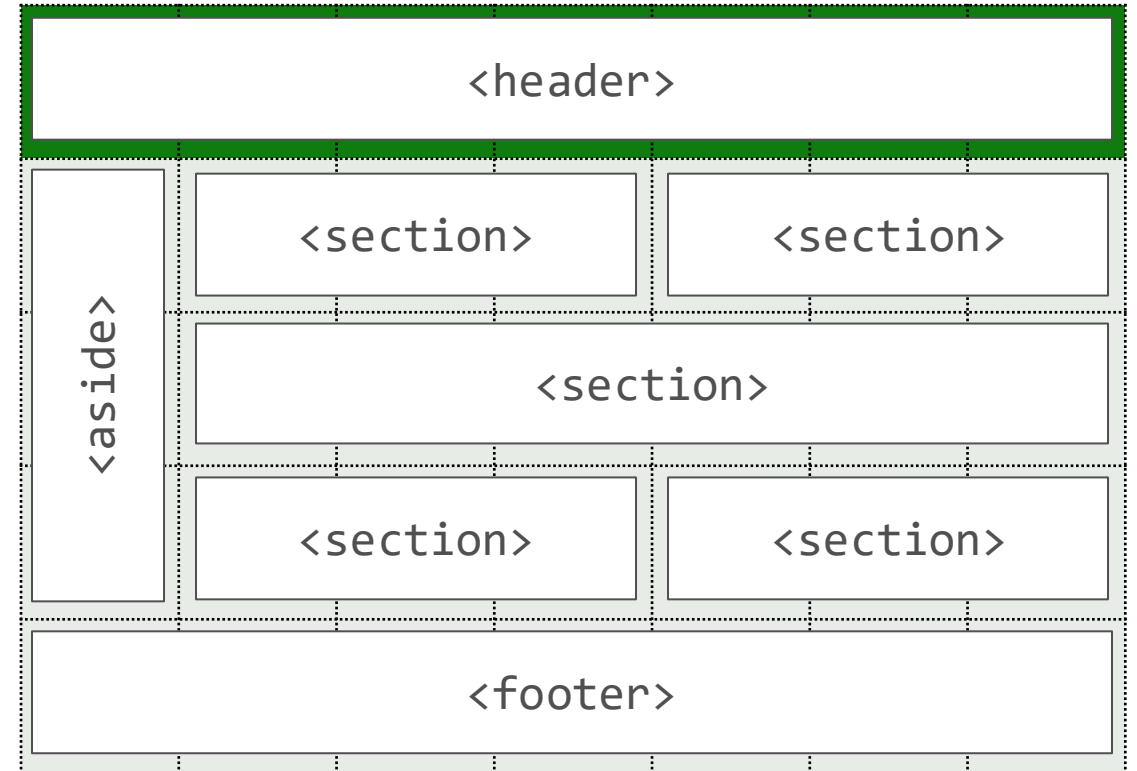 <header>
<aside>
<section>
<section>
<section>
<section>
<section>
<footer>